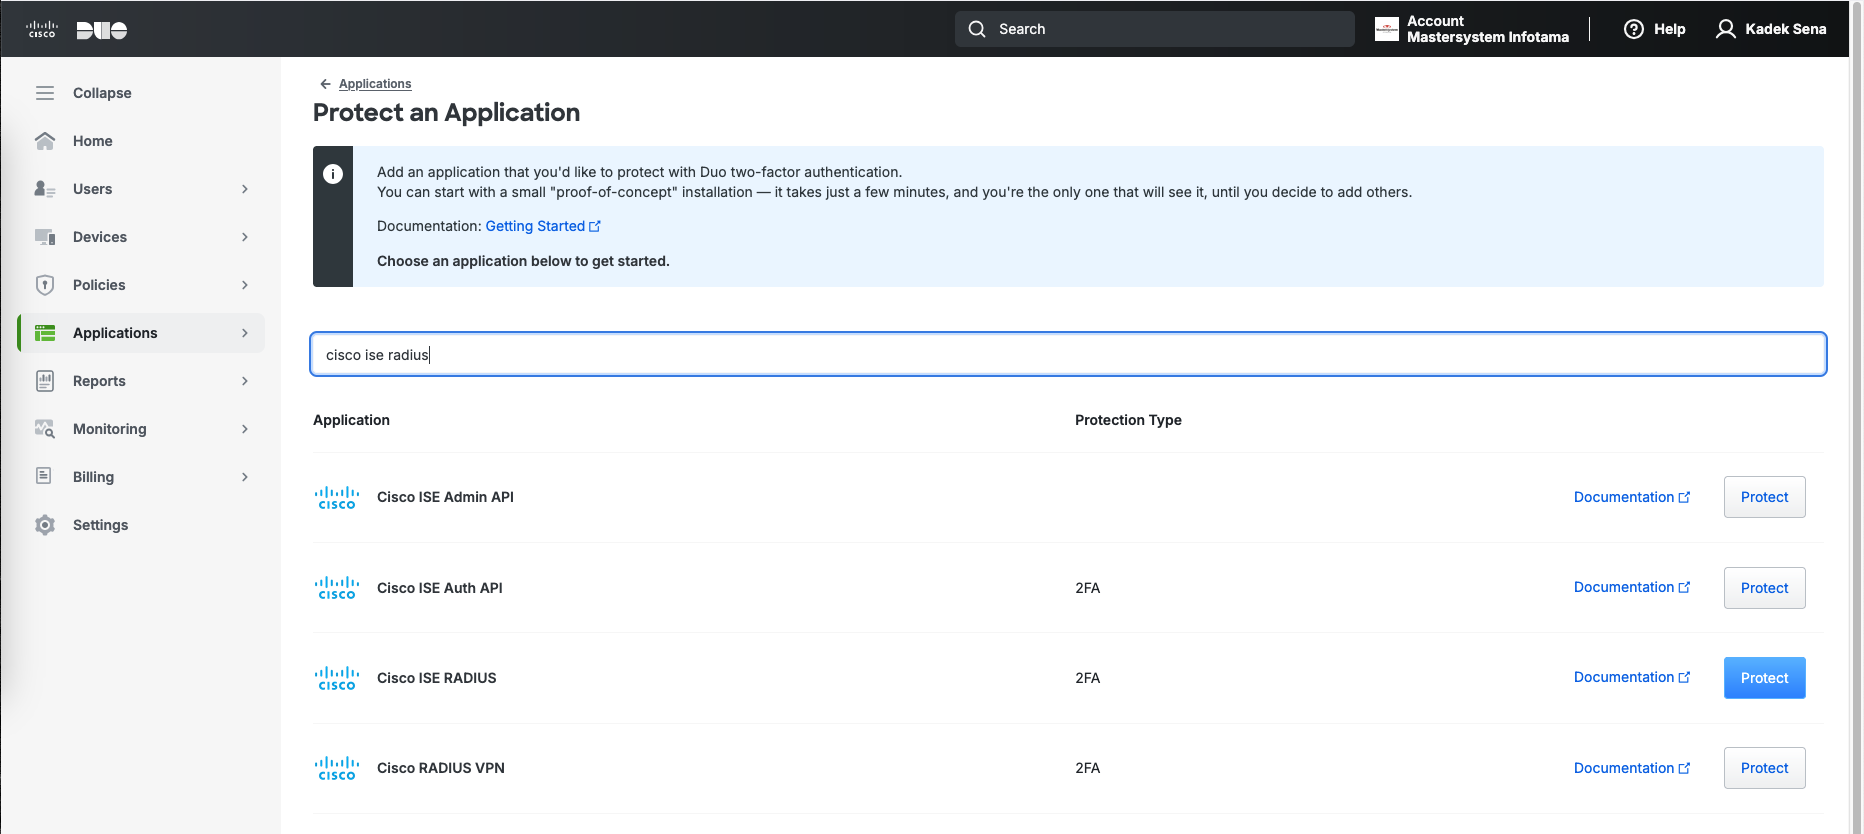 CISCO DUO
Search
Account
Mastersystem Infotama
Help
Kadek Sena
Collapse
Home
Users
Devices
Policies
Applications
Reports
Monitoring
Billing
Settings
Applications
Protect an Application
Add an application that you'd like to protect with Duo two-factor authentication.
You can start with a small "proof-of-concept" installation — it takes just a few minutes, and you're the only one that will see it, until you decide to add others.
Documentation: Getting Started
Choose an application below to get started.
cisco ise radius
Application Protection Type
CISCO Cisco ISE Admin API Documentation Protect
CISCO Cisco ISE Auth API 2FA Documentation Protect
CISCO Cisco ISE RADIUS 2FA Documentation Protect
CISCO Cisco RADIUS VPN 2FA Documentation Protect